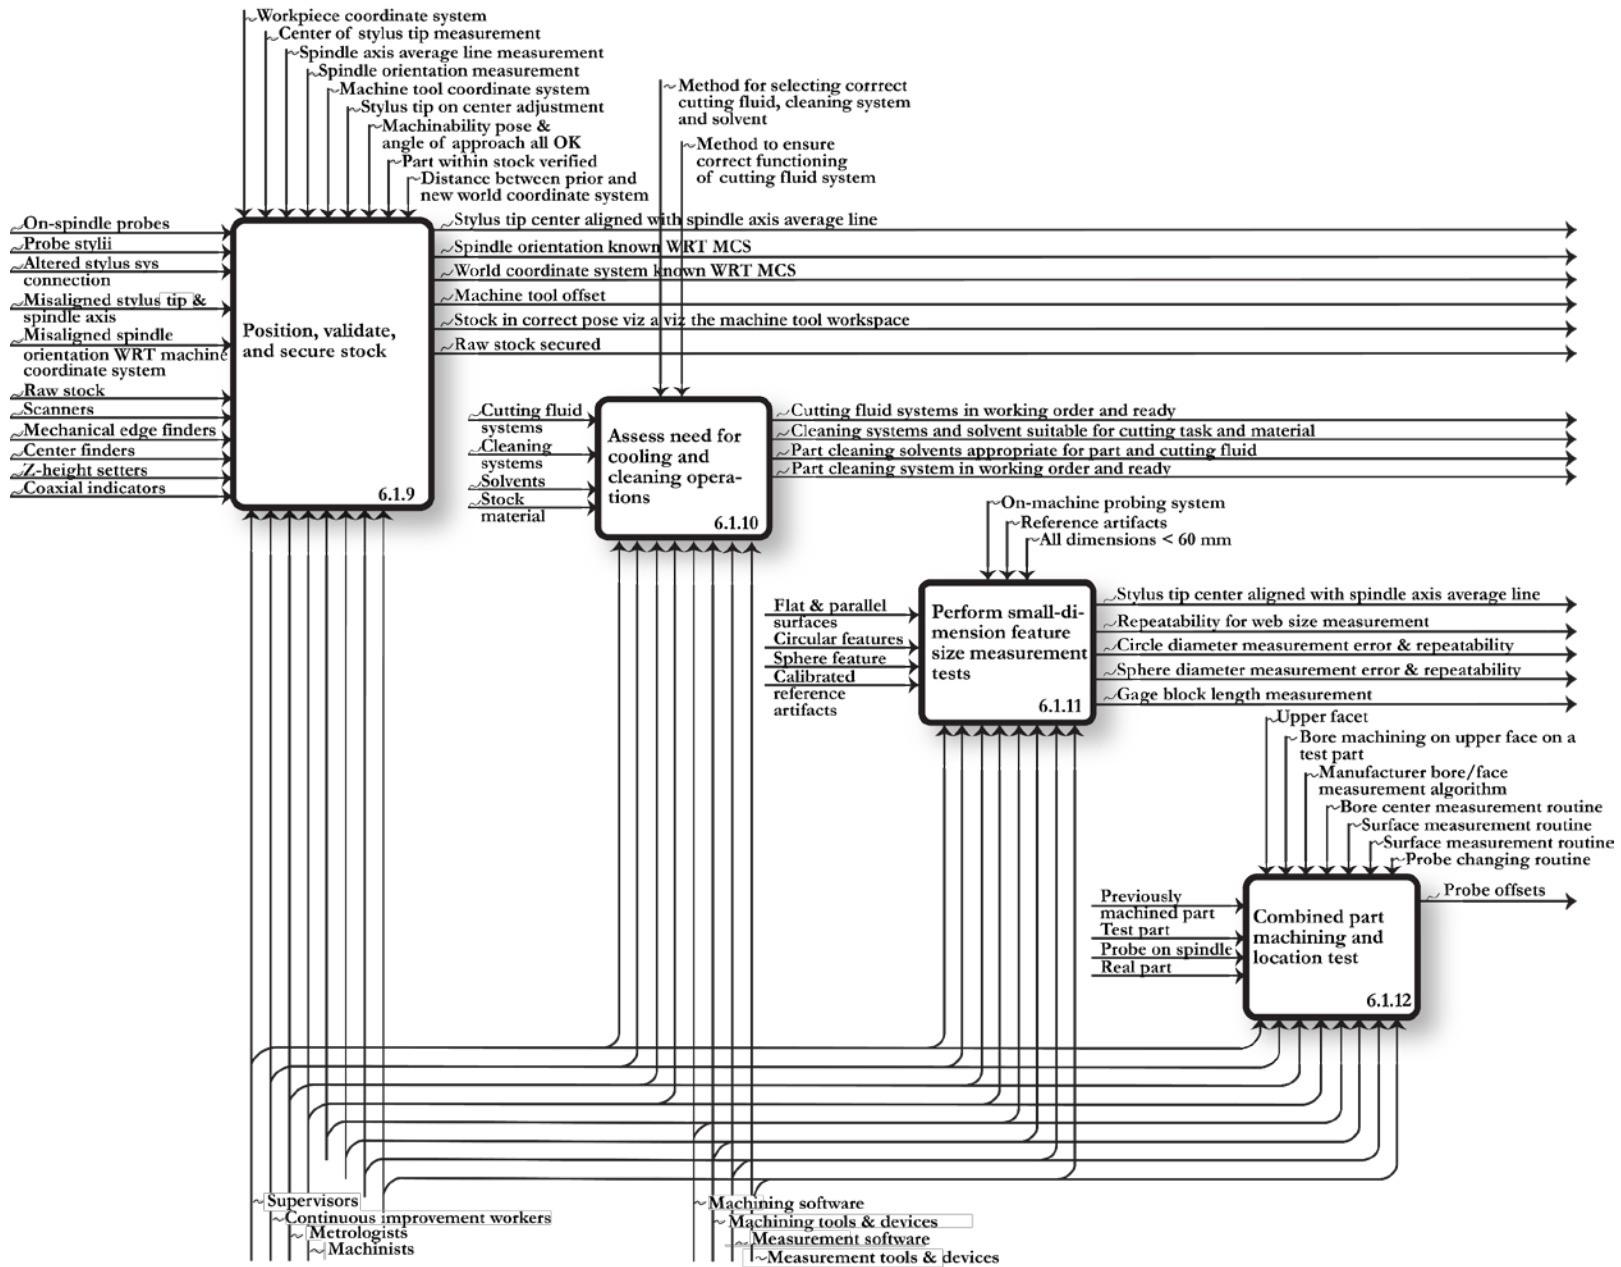 Workpiece coordinate system
Center of stylus tip measurement
Spindle axis average line measurement
Spindle orientation measurement
Machine tool coordinate system
Stylus tip on center adjustment
Machinability pose &
angle of approach all OK
Part within stock verified
Distance between prior and
new world coordinate system
Method for selecting corrrect
cutting fluid, cleaning system
and solvent
Method to ensure
correct functioning
of cutting fluid system
On-spindle probes
Probe stylii
Altered stylus sys
connection
Misaligned stylus tip &
spindle axis
Misaligned spindle
orientation WRT machine
coordinate system
Raw stock
Scanners
Mechanical edge finders
Center finders
Z-height setters
Coaxial indicators
Position, validate,
and secure stock
6.1.9
Stylus tip center aligned with spindle axis average line
Spindle orientation known WRT MCS
World coordinate system known WRT MCS
Machine tool offset
Stock in correct pose viz a viz the machine tool workspace
Raw stock secured
Cutting fluid
systems
Cleaning
systems
Solvents
Stock
material
Assess need for
cooling and
cleaning opera-
tions
6.1.10
Cutting fluid systems in working order and ready
Cleaning systems and solvent suitable for cutting task and material
Part cleaning solvents appropriate for part and cutting fluid
Part cleaning system in working order and ready
On-machine probing system
Reference artifacts
All dimensions < 60 mm
Flat & parallel
surfaces
Circular features
Sphere feature
Calibrated
reference
artifacts
Perform small-di-
mension feature
size measurement
tests
6.1.11
Stylus tip center aligned with spindle axis average line
Repeatability for web size measurement
Circle diameter measurement error & repeatability
Sphere diameter measurement error & repeatability
Gage block length measurement
Upper facet
Bore machining on upper face on a
test part
Manufacturer bore/face
measurement algorithm
Bore center measurement routine
Surface measurement routine
Surface measurement routine
Probe changing routine
Previously
machined part
Test part
Probe on spindle
Real part
Combined part
machining and
location test
6.1.12
Probe offsets
Supervisors
Continuous improvement workers
Metrologists
Machinists
Machining software
Machining tools & devices
Measurement software
Measurement tools & devices